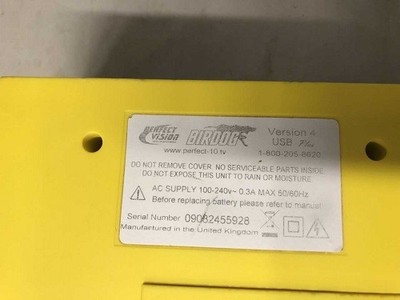 PERFECT VISION BIRDOG Version 4
USB Plus
www.perfect-10.tv 1-800-205-8620
DO NOT REMOVE COVER. NO SERVICEABLE PARTS INSIDE
DO NOT EXPOSE THIS UNIT TO RAIN OR MOISTURE.
AC SUPPLY 100-240v~ 0.3A MAX 50/60Hz
Before replacing battery please refer to manual
Serial Number 09082455928
Manufactured in the United Kingdom